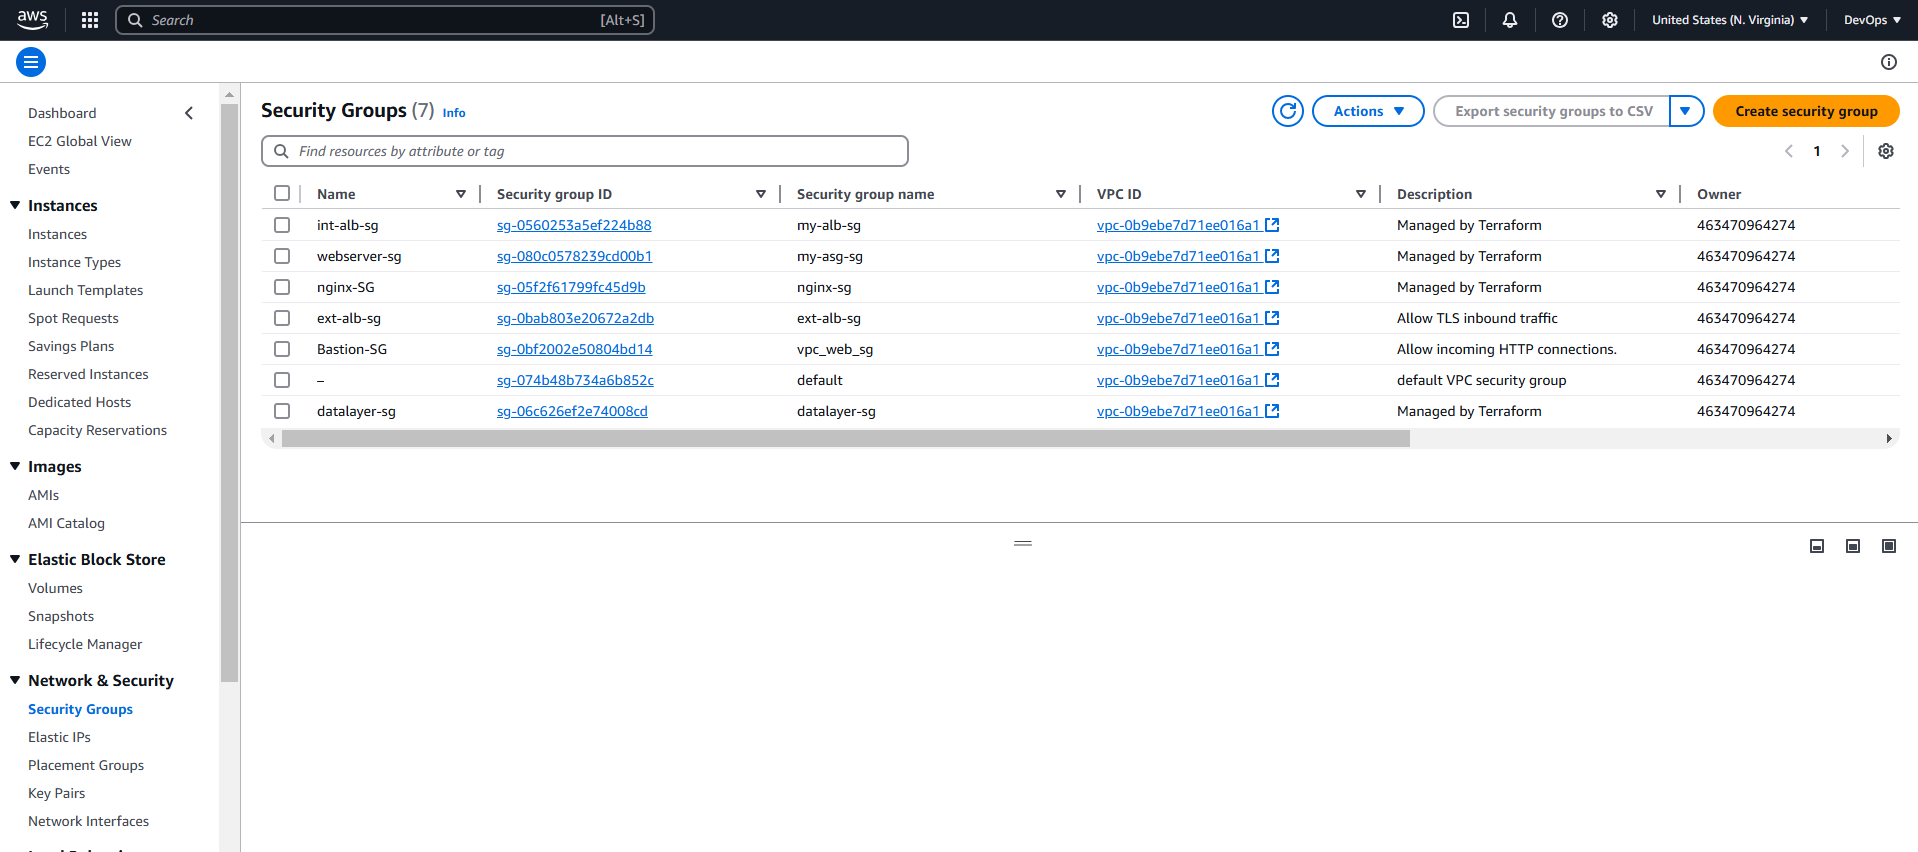 aws Search [Alt+S] United States (N. Virginia) DevOps
Dashboard
EC2 Global View
Events
Instances
Instances
Instance Types
Launch Templates
Spot Requests
Savings Plans
Reserved Instances
Dedicated Hosts
Capacity Reservations
Images
AMIs
AMI Catalog
Elastic Block Store
Volumes
Snapshots
Lifecycle Manager
Network & Security
Security Groups
Elastic IPs
Placement Groups
Key Pairs
Network Interfaces
Security Groups (7) Info Actions Export security groups to CSV Create security group
Find resources by attribute or tag 1
Name Security group ID Security group name VPC ID Description Owner
int-alb-sg sg-0560253a5ef224b88 my-alb-sg vpc-0b9ebe7d71ee016a1 Managed by Terraform 463470964274
webserver-sg sg-080c0578239cd00b1 my-asg-sg vpc-0b9ebe7d71ee016a1 Managed by Terraform 463470964274
nginx-SG sg-05f2f61799fc45d9b nginx-sg vpc-0b9ebe7d71ee016a1 Managed by Terraform 463470964274
ext-alb-sg sg-0bab803e20672a2db ext-alb-sg vpc-0b9ebe7d71ee016a1 Allow TLS inbound traffic 463470964274
Bastion-SG sg-0bf2002e50804bd14 vpc_web_sg vpc-0b9ebe7d71ee016a1 Allow incoming HTTP connections. 463470964274
– sg-074b48b734a6b852c default vpc-0b9ebe7d71ee016a1 default VPC security group 463470964274
datalayer-sg sg-06c626ef2e74008cd datalayer-sg vpc-0b9ebe7d71ee016a1 Managed by Terraform 463470964274